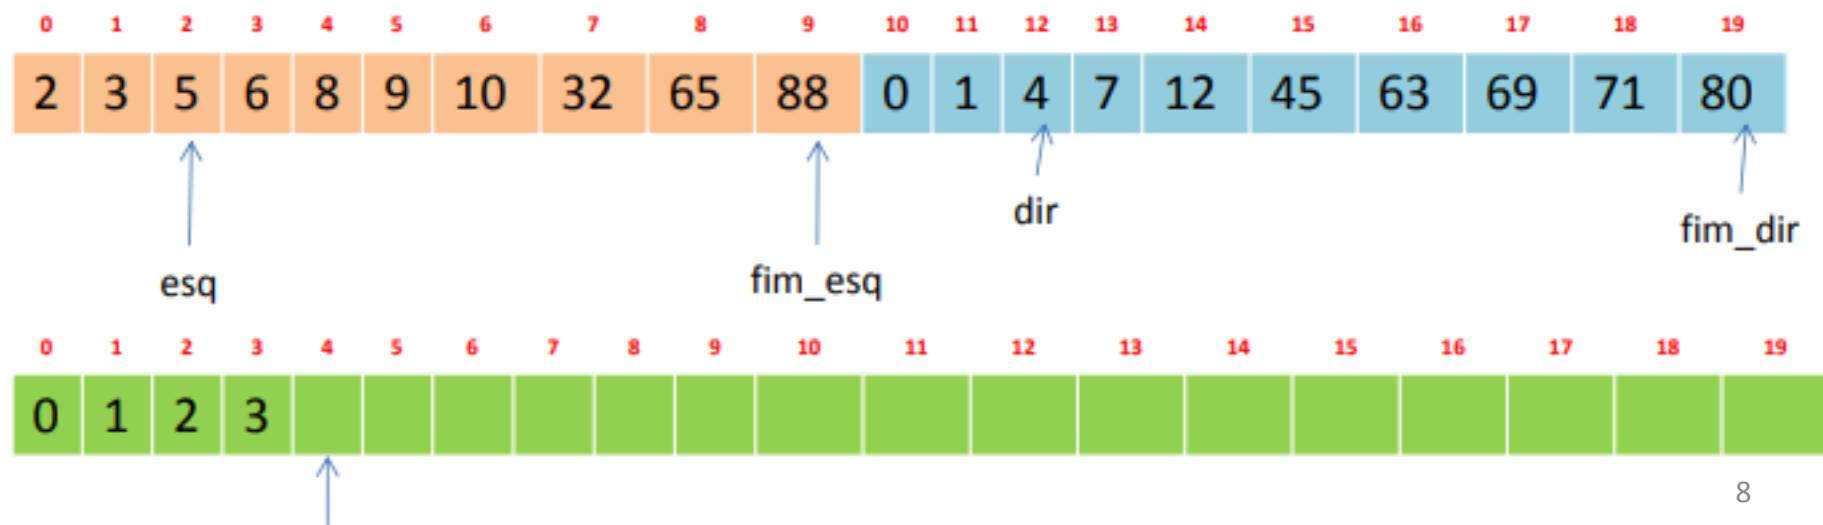 0 1 2 3 4 5 6 7 8 9 10 11 12 13 14 15 16 17 18 19
2 3 5 6 8 9 10 32 65 88 0 1 4 7 12 45 63 69 71 80
dir
fim_dir
esq fim_esq
0 1 2 3 4 5 6 7 8 9 10 11 12 13 14 15 16 17 18 19
0 1 2 3
8